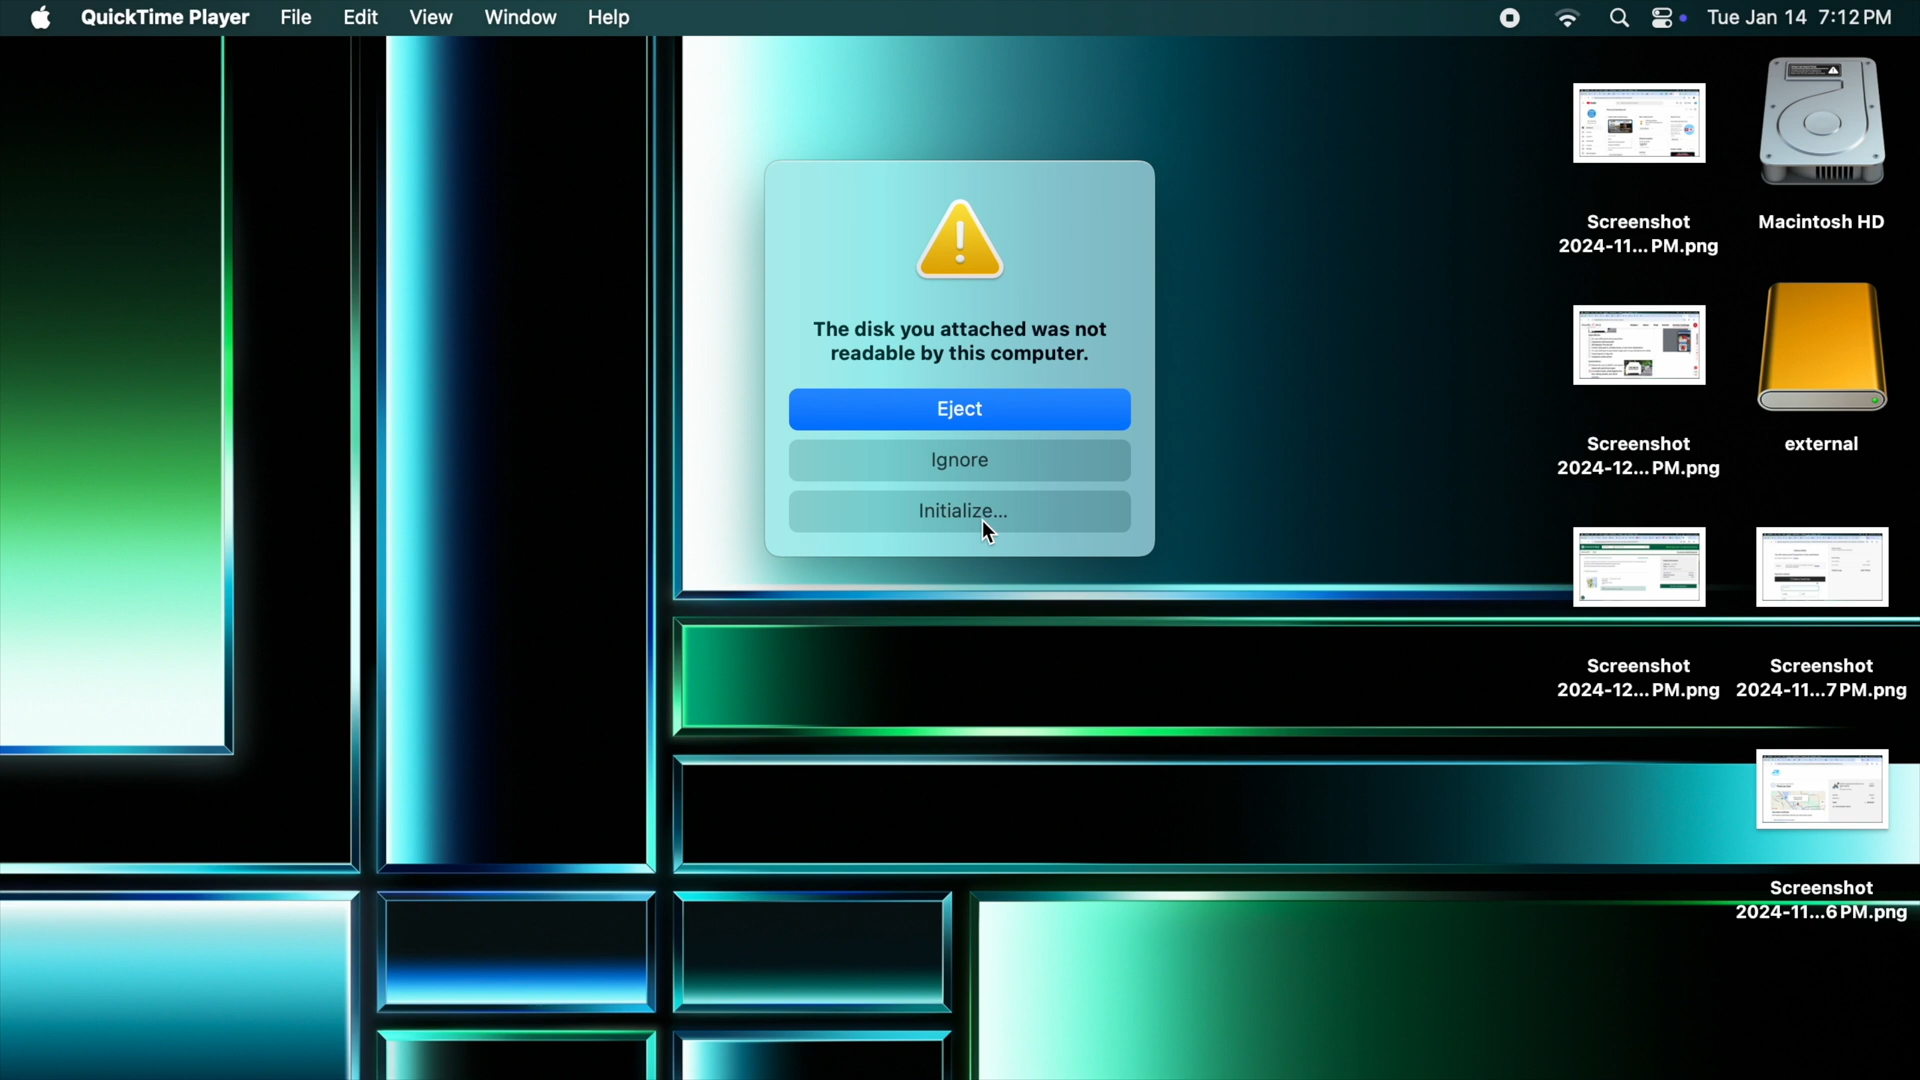 QuickTime Player File Edit View Window Help Tue Jan 14 7:12 PM
The disk you attached was not
readable by this computer.
Eject
Ignore
Initialize...
Screenshot
2024-11... PM.png
Macintosh HD
Screenshot
2024-12... PM.png
external
Screenshot
2024-12... PM.png
Screenshot
2024-11...7 PM.png
Screenshot
2024-11...6 PM.png